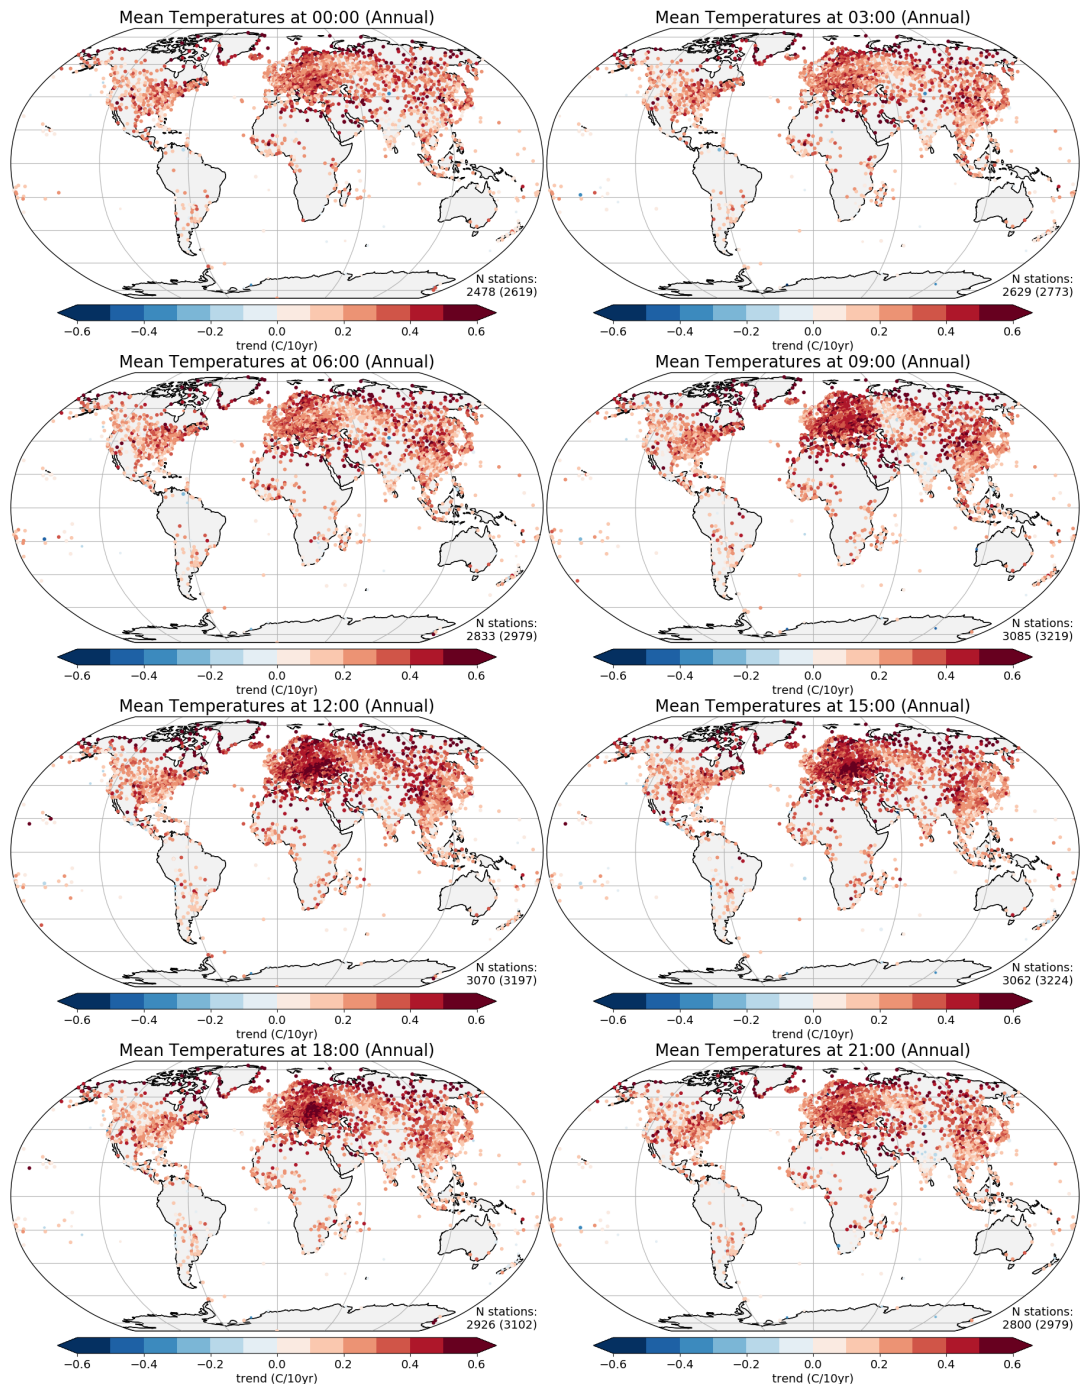 Mean Temperatures at 00:00 (Annual)
N stations:
2478 (2619)
−0.6 −0.4 −0.2 0.0 0.2 0.4 0.6
trend (C/10yr)
Mean Temperatures at 03:00 (Annual)
N stations:
2629 (2773)
−0.6 −0.4 −0.2 0.0 0.2 0.4 0.6
trend (C/10yr)
Mean Temperatures at 06:00 (Annual)
N stations:
2833 (2979)
−0.6 −0.4 −0.2 0.0 0.2 0.4 0.6
trend (C/10yr)
Mean Temperatures at 09:00 (Annual)
N stations:
3085 (3219)
−0.6 −0.4 −0.2 0.0 0.2 0.4 0.6
trend (C/10yr)
Mean Temperatures at 12:00 (Annual)
N stations:
3070 (3197)
−0.6 −0.4 −0.2 0.0 0.2 0.4 0.6
trend (C/10yr)
Mean Temperatures at 15:00 (Annual)
N stations:
3062 (3224)
−0.6 −0.4 −0.2 0.0 0.2 0.4 0.6
trend (C/10yr)
Mean Temperatures at 18:00 (Annual)
N stations:
2926 (3102)
−0.6 −0.4 −0.2 0.0 0.2 0.4 0.6
trend (C/10yr)
Mean Temperatures at 21:00 (Annual)
N stations:
2800 (2979)
−0.6 −0.4 −0.2 0.0 0.2 0.4 0.6
trend (C/10yr)